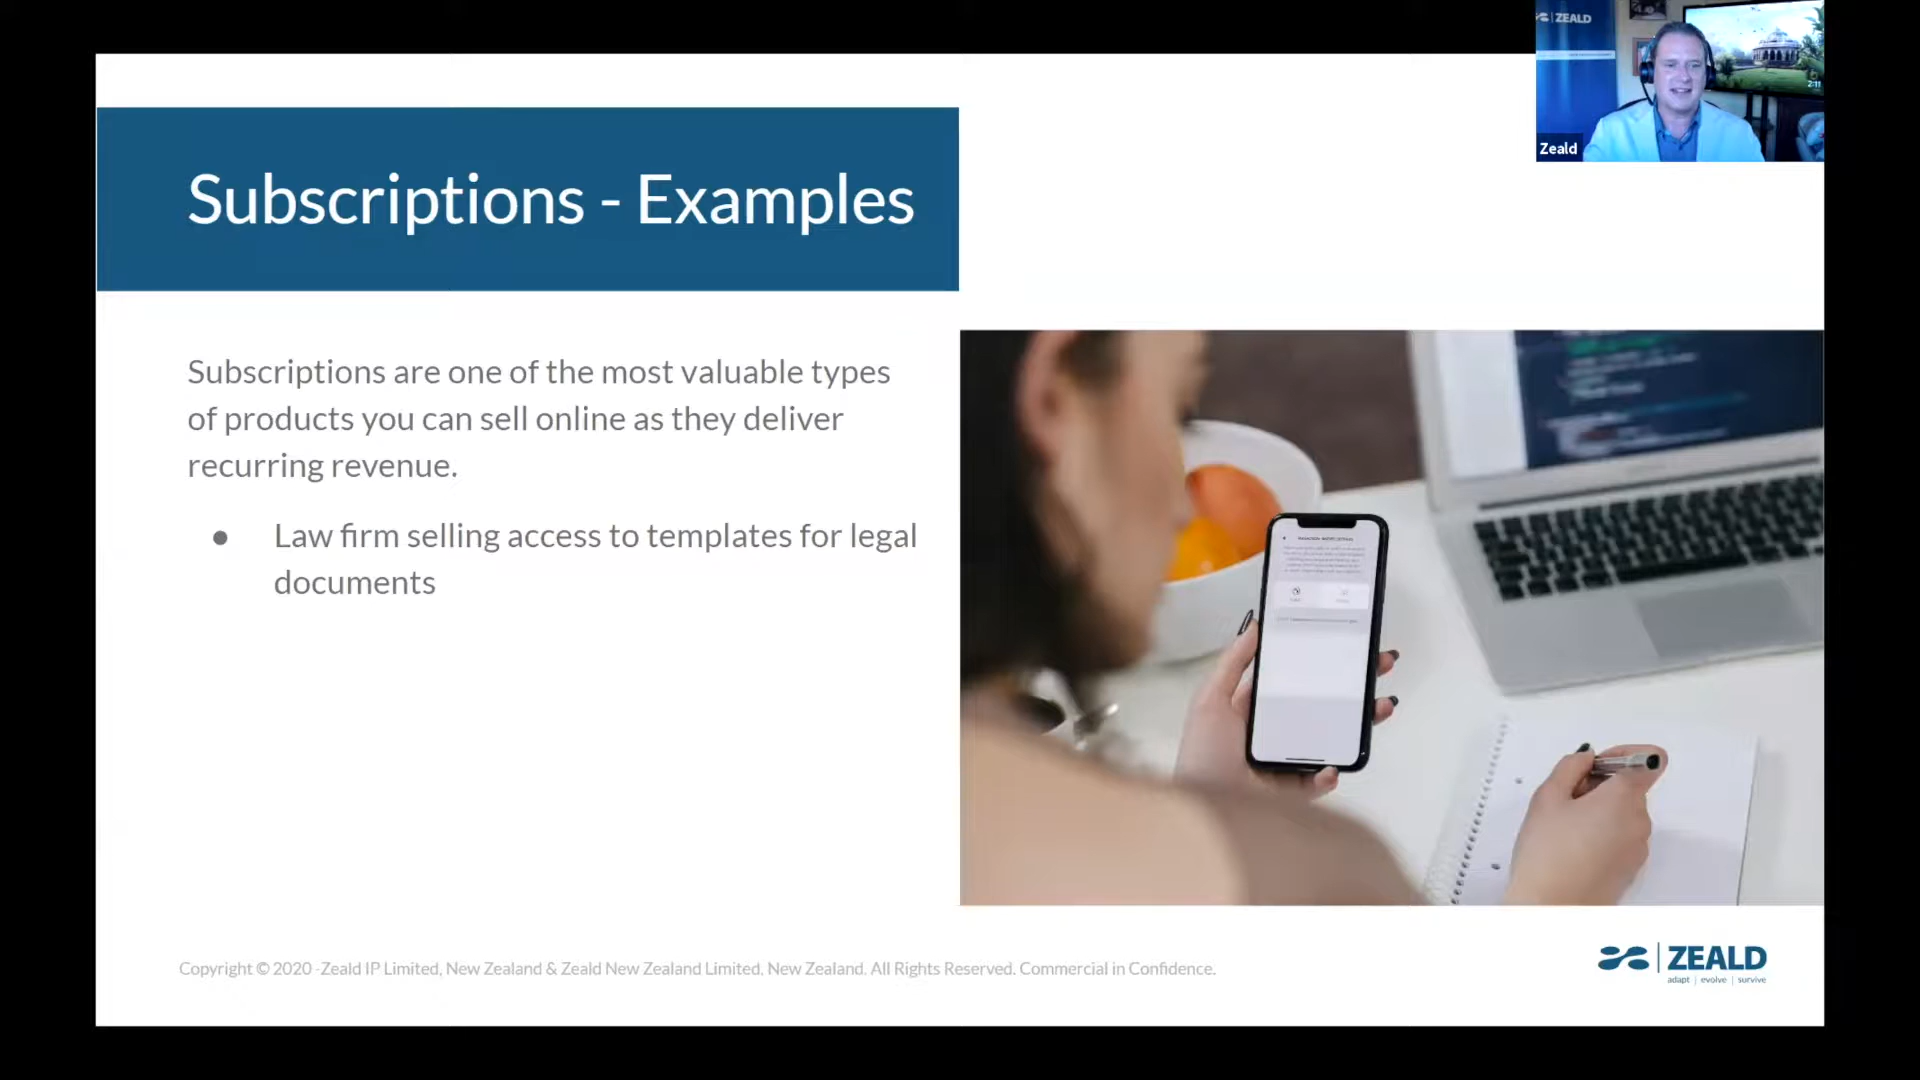 ZEALD
2:11
Zeald
Subscriptions - Examples
Subscriptions are one of the most valuable types
of products you can sell online as they deliver
recurring revenue.
● Law firm selling access to templates for legal
documents
Copyright © 2020 -Zeald IP Limited, New Zealand & Zeald New Zealand Limited, New Zealand. All Rights Reserved. Commercial in Confidence.
ZEALD
adapt | evolve | survive